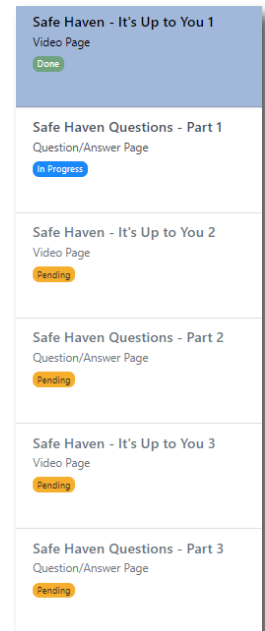 Safe Haven - It's Up to You 1
Video Page
Done
Safe Haven Questions - Part 1
Question/Answer Page
In Progress
Safe Haven - It's Up to You 2
Video Page
Pending
Safe Haven Questions - Part 2
Question/Answer Page
Pending
Safe Haven - It's Up to You 3
Video Page
Pending
Safe Haven Questions - Part 3
Question/Answer Page
Pending